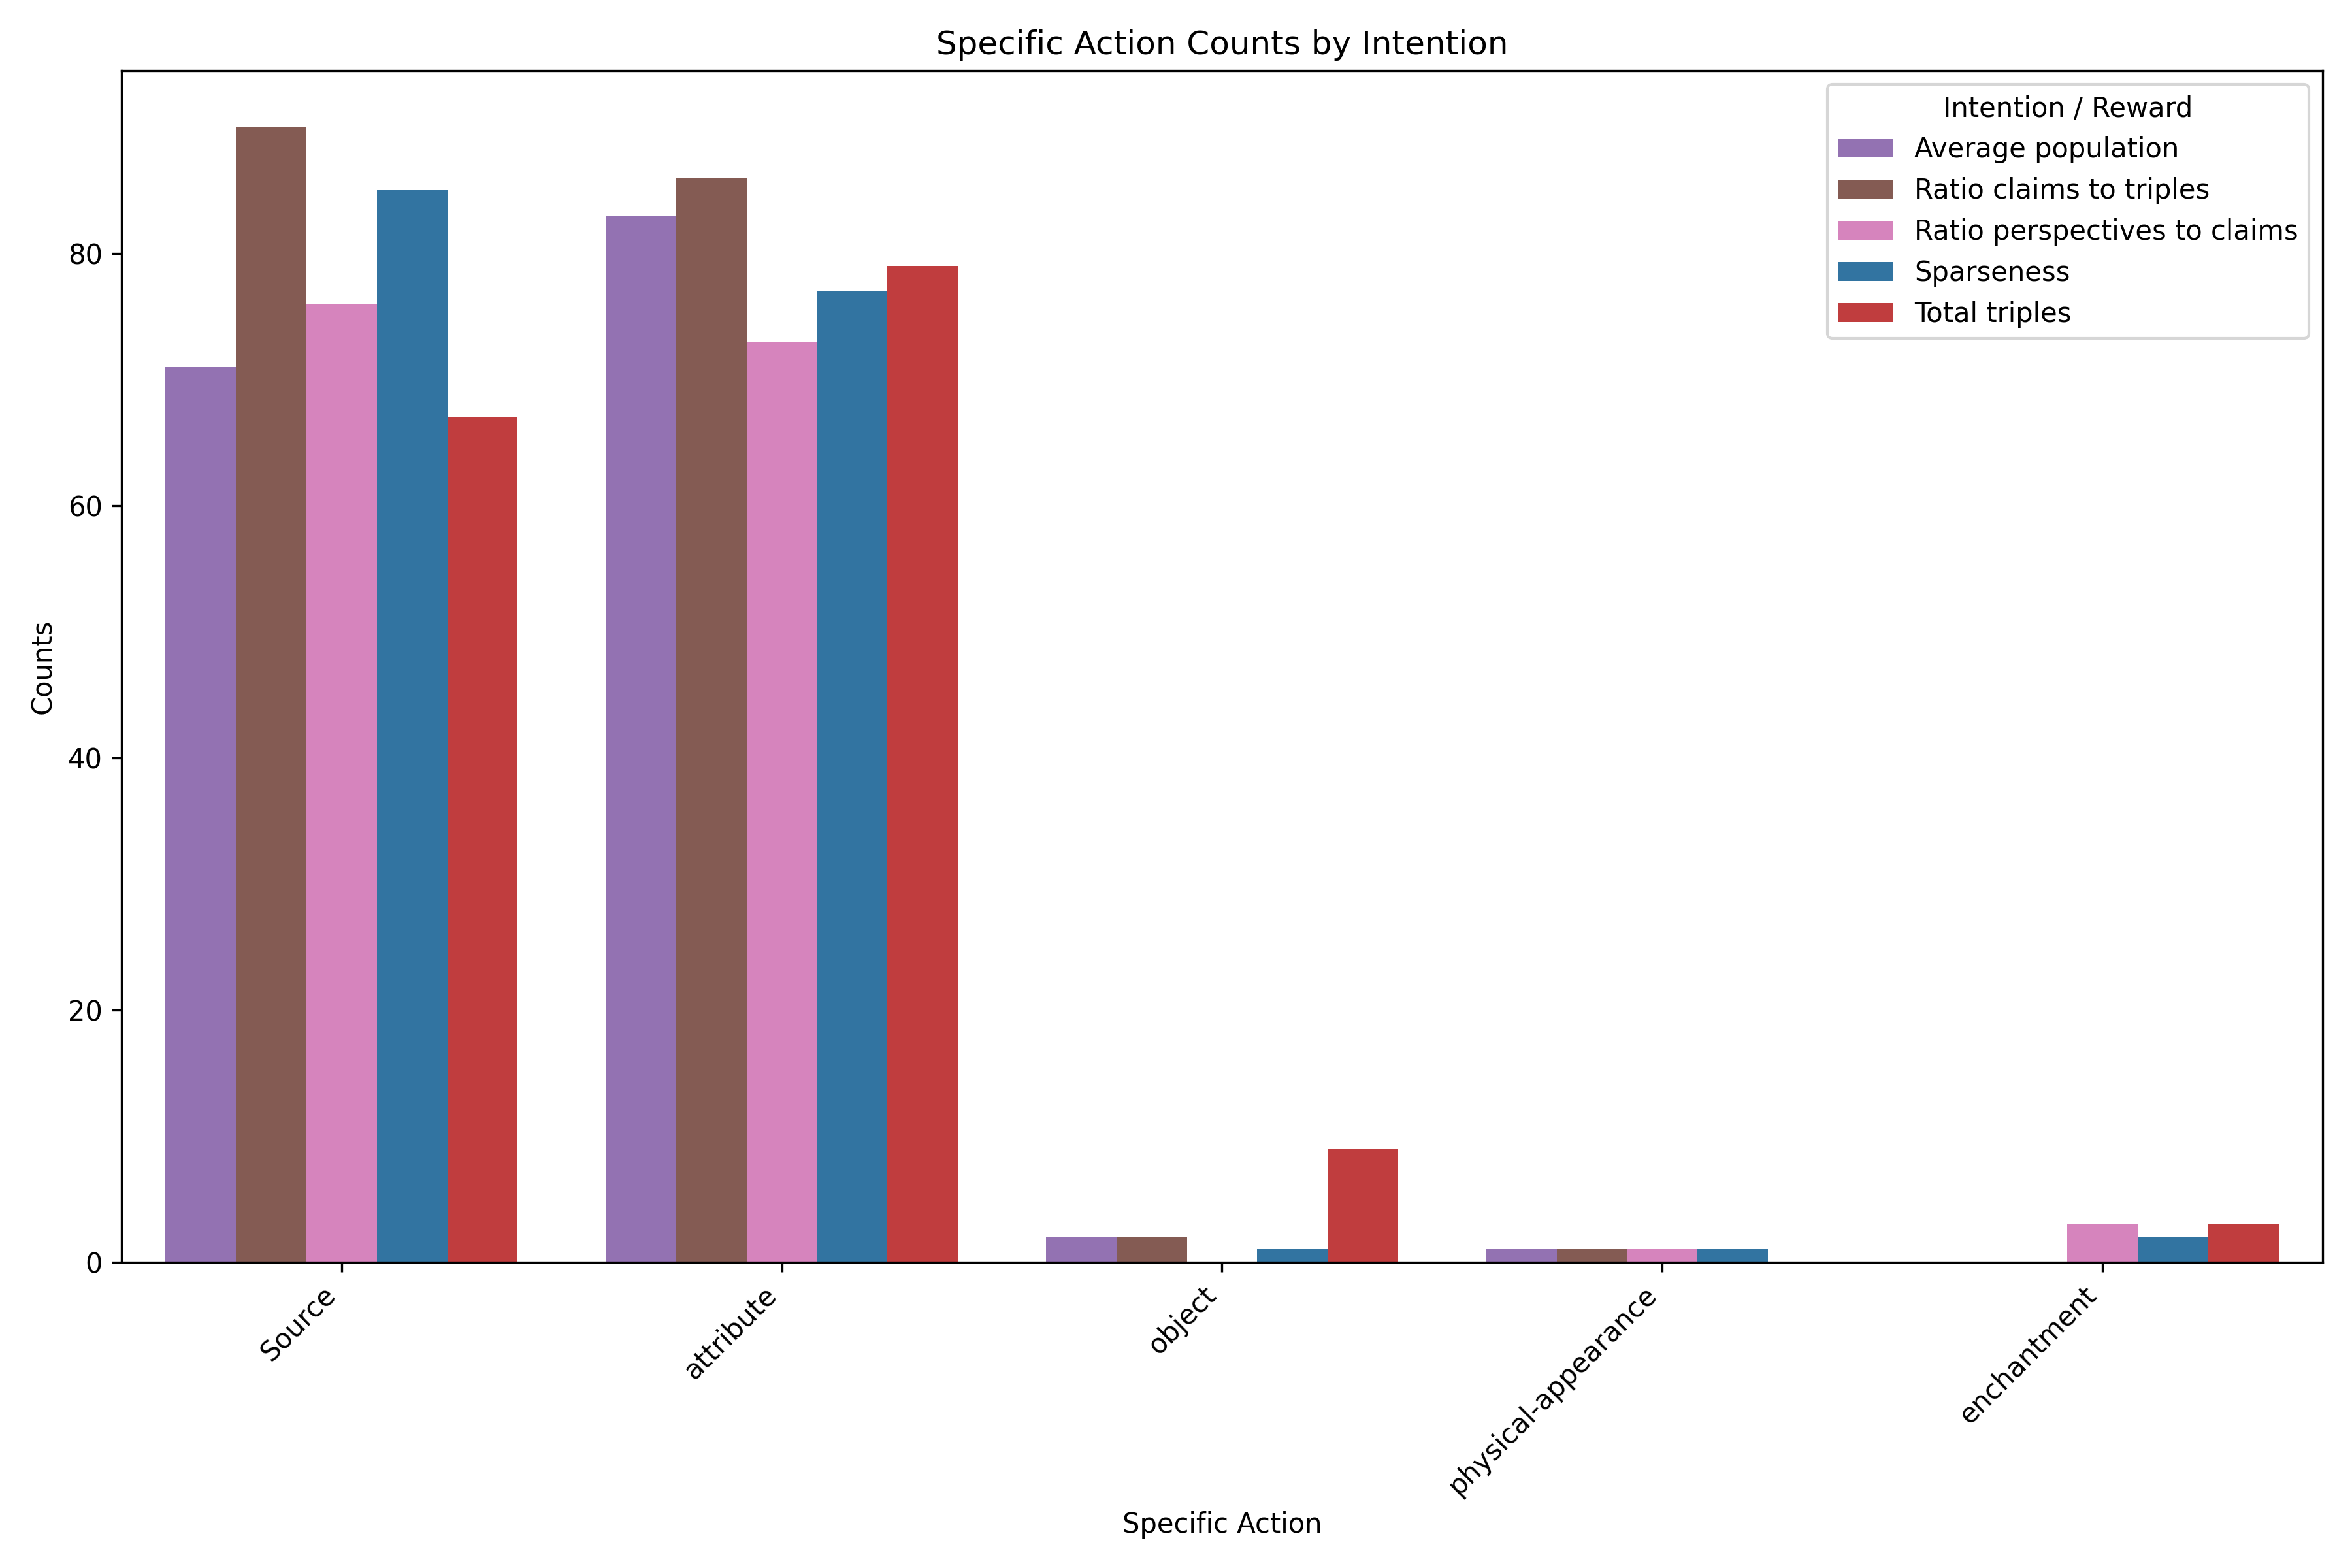 Specific Action Counts by Intention
Intention / Reward
Average population
Ratio claims to triples
Ratio perspectives to claims
Sparseness
Total triples
Counts
80
60
40
20
0
Source
attribute
object
physical-appearance
enchantment
Specific Action